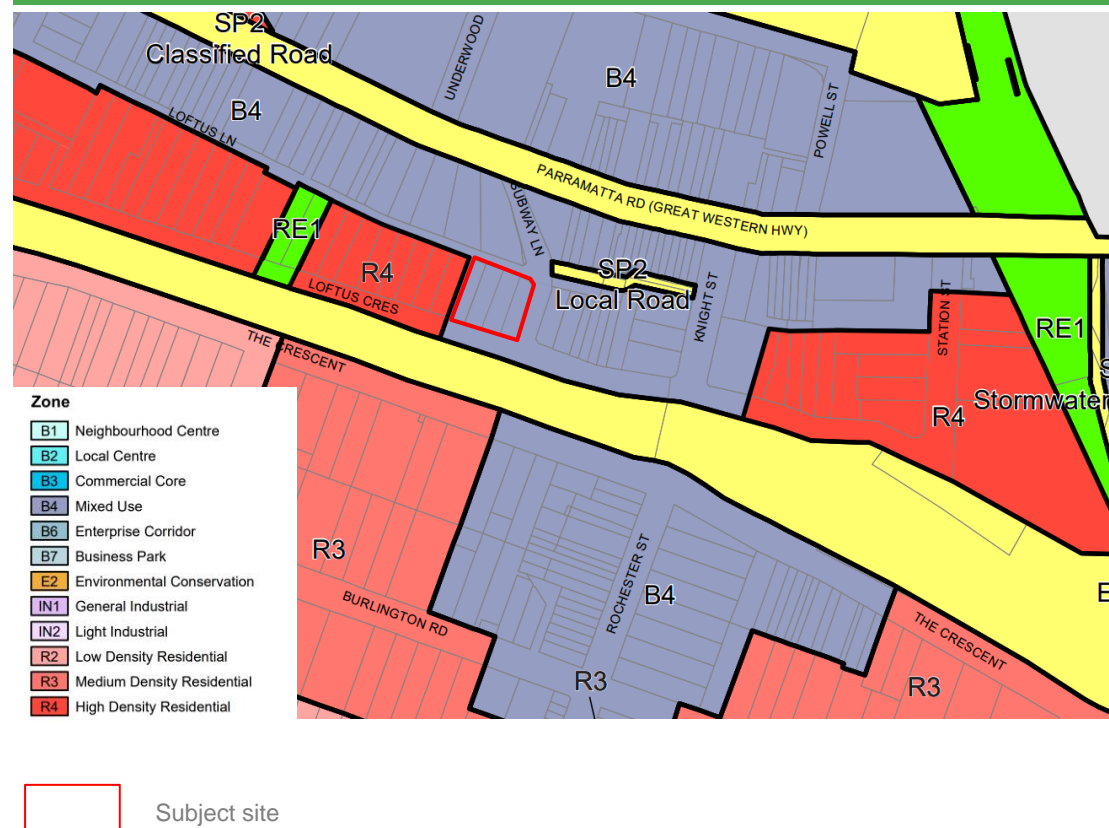 SP2
Classified Road
UNDERWOOD
B4
B4
POWELL ST
LOFTUS LN
PARRAMATTA RD (GREAT WESTERN HWY)
SUBWAY LN
RE1
SP2
Local Road
R4
LOFTUS CRES
KNIGHT ST
STATION ST
RE1
THE CRESCENT
Stormwater
R4
R3
BURLINGTON RD
ROCHESTER ST
B4
THE CRESCENT
R3
R3
Zone
B1 Neighbourhood Centre
B2 Local Centre
B3 Commercial Core
B4 Mixed Use
B6 Enterprise Corridor
B7 Business Park
E2 Environmental Conservation
IN1 General Industrial
IN2 Light Industrial
R2 Low Density Residential
R3 Medium Density Residential
R4 High Density Residential
Subject site